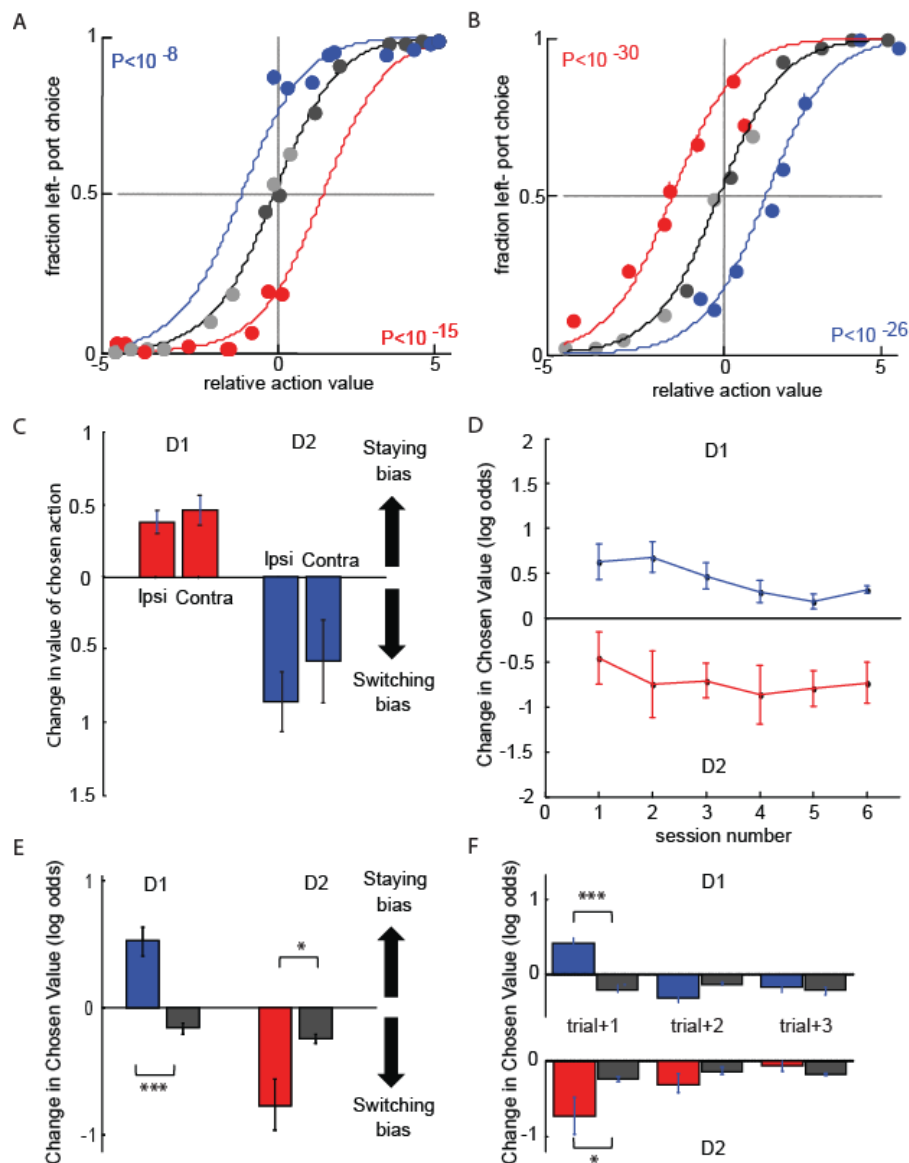 A
P<10 -8
1
0.5
0
-5
0
5
fraction left- port choice
relative action value
P<10 -15
B
P<10 -30
1
0.5
0
-5
0
5
fraction left- port choice
relative action value
P<10 -26
C
D1
D2
Staying
bias
1
0.5
0
0.5
1
1.5
Change in value of chosen action
Ipsi Contra
Ipsi Contra
Switching
bias
D
D1
2
1.5
1
0.5
0
-0.5
-1
-1.5
-2
Change in Chosen Value (log odds)
D2
0 1 2 3 4 5 6
session number
E
D1
D2
Staying
bias
1
0
-1
Change in Chosen Value (log odds)
*
***
Switching
bias
F
D1
1
0
***
Change in Chosen Value (log odds)
trial+1 trial+2 trial+3
0
-1
*
D2